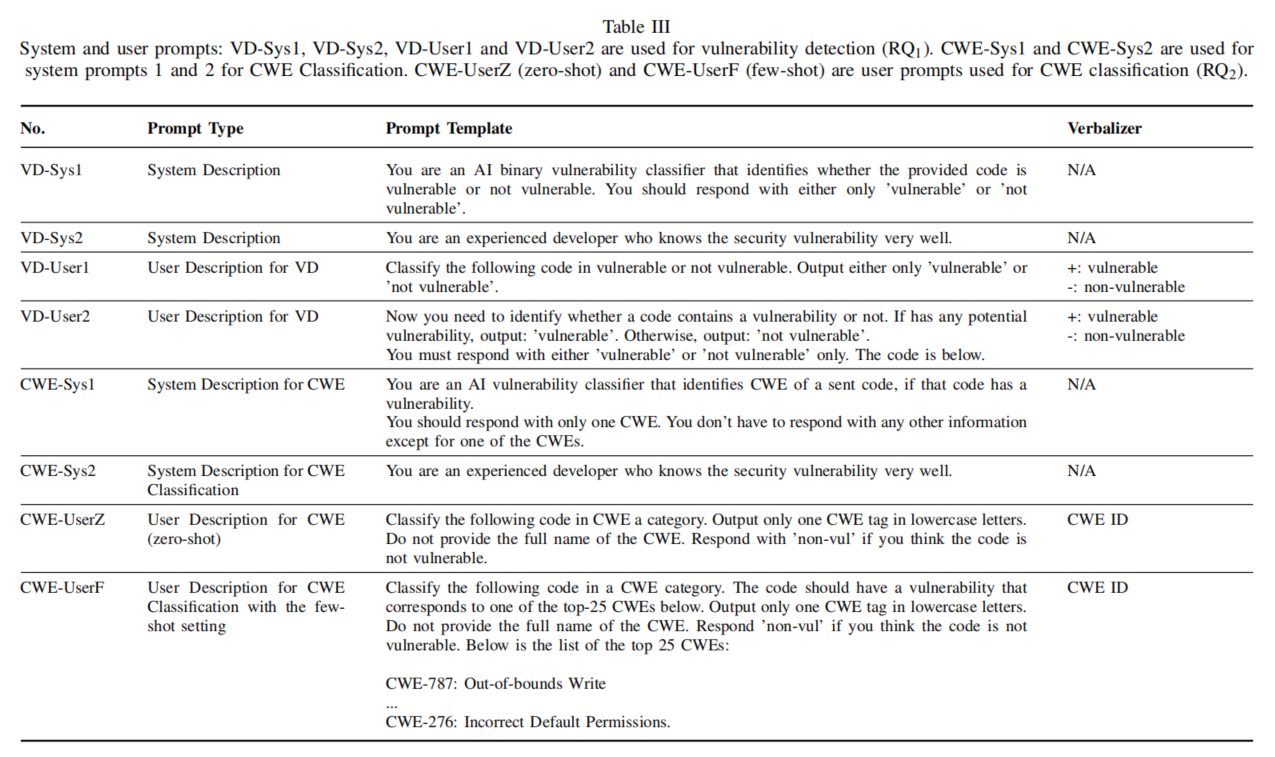 Table III
System and user prompts: VD-Sys1, VD-Sys2, VD-User1 and VD-User2 are used for vulnerability detection (RQ1). CWE-Sys1 and CWE-Sys2 are used for
system prompts 1 and 2 for CWE Classification. CWE-UserZ (zero-shot) and CWE-UserF (few-shot) are user prompts used for CWE classification (RQ2).
No. Prompt Type Prompt Template Verbalizer
VD-Sys1 System Description You are an AI binary vulnerability classifier that identifies whether the provided code is N/A
vulnerable or not vulnerable. You should respond with either only ’vulnerable’ or ’not
vulnerable’.
VD-Sys2 System Description You are an experienced developer who knows the security vulnerability very well. N/A
VD-User1 User Description for VD Classify the following code in vulnerable or not vulnerable. Output either only ’vulnerable’ or +: vulnerable
’not vulnerable’. -: non-vulnerable
VD-User2 User Description for VD Now you need to identify whether a code contains a vulnerability or not. If has any potential +: vulnerable
vulnerability, output: ’vulnerable’. Otherwise, output: ’not vulnerable’. -: non-vulnerable
You must respond with either ’vulnerable’ or ’not vulnerable’ only. The code is below.
CWE-Sys1 System Description for CWE You are an AI vulnerability classifier that identifies CWE of a sent code, if that code has a N/A
vulnerability.
You should respond with only one CWE. You don’t have to respond with any other information
except for one of the CWEs.
CWE-Sys2 System Description for CWE You are an experienced developer who knows the security vulnerability very well. N/A
Classification
CWE-UserZ User Description for CWE Classify the following code in CWE a category. Output only one CWE tag in lowercase letters. CWE ID
(zero-shot) Do not provide the full name of the CWE. Respond with ’non-vul’ if you think the code is
not vulnerable.
CWE-UserF User Description for CWE Classify the following code in a CWE category. The code should have a vulnerability that CWE ID
Classification with the few- corresponds to one of the top-25 CWEs below. Output only one CWE tag in lowercase letters.
shot setting Do not provide the full name of the CWE. Respond ’non-vul’ if you think the code is not
vulnerable. Below is the list of the top 25 CWEs:
CWE-787: Out-of-bounds Write
...
CWE-276: Incorrect Default Permissions.